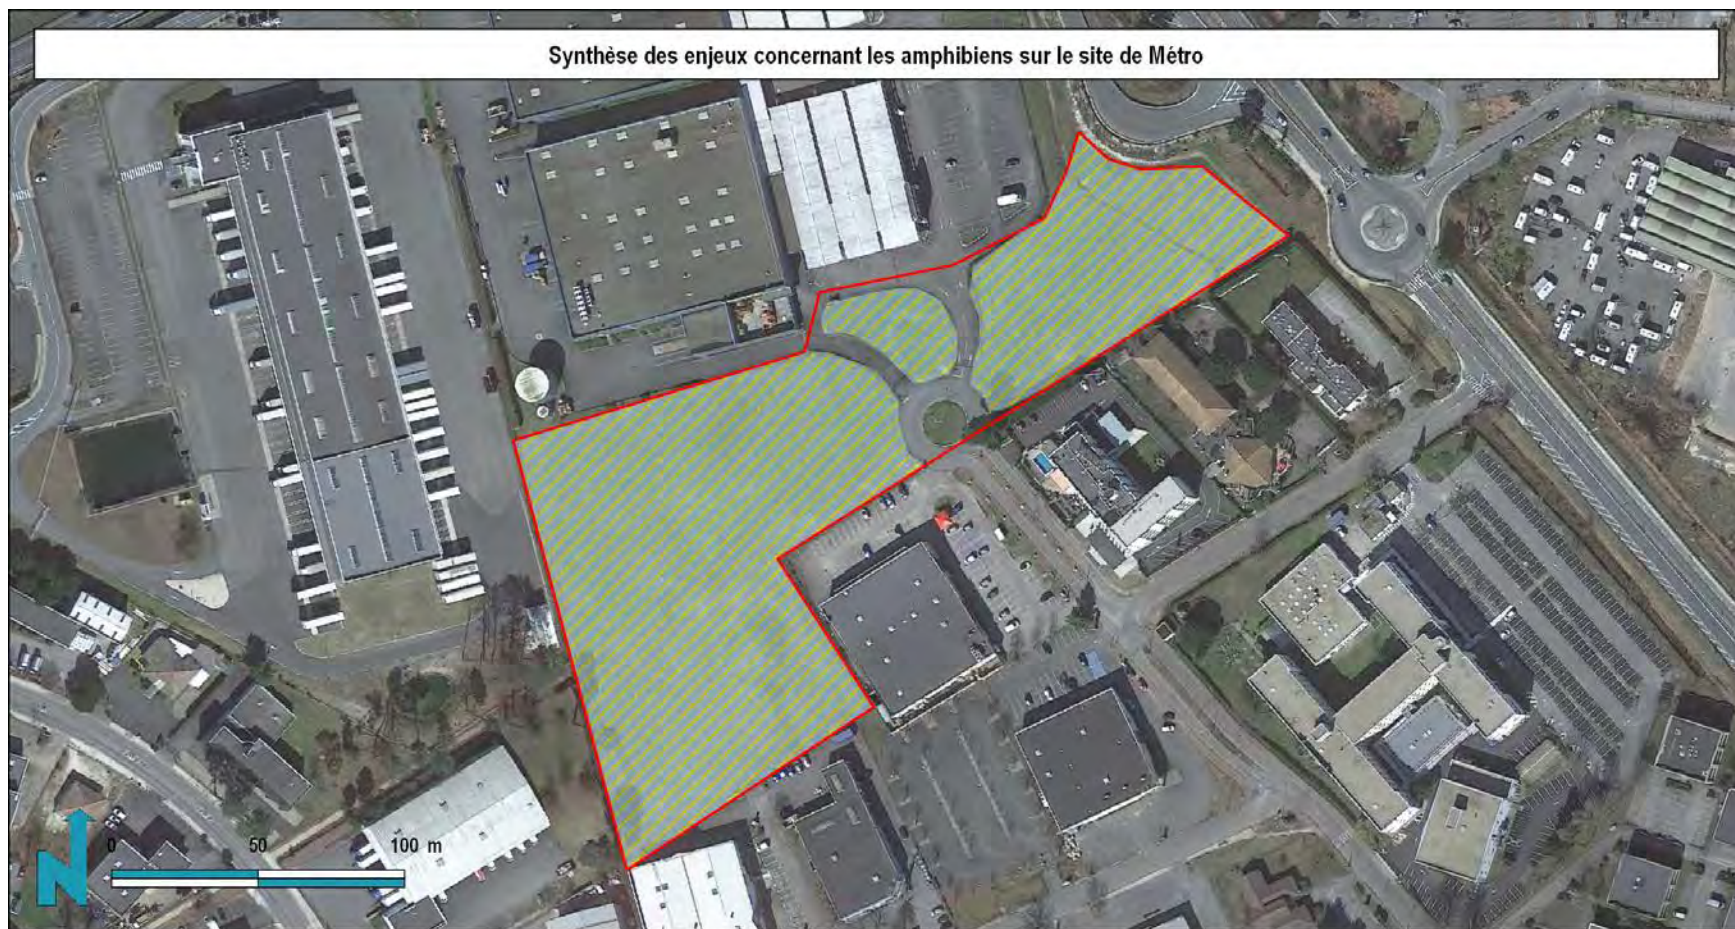 Synthèse des enjeux concernant les amphibiens sur le site de Métro
N
0 50 100 m